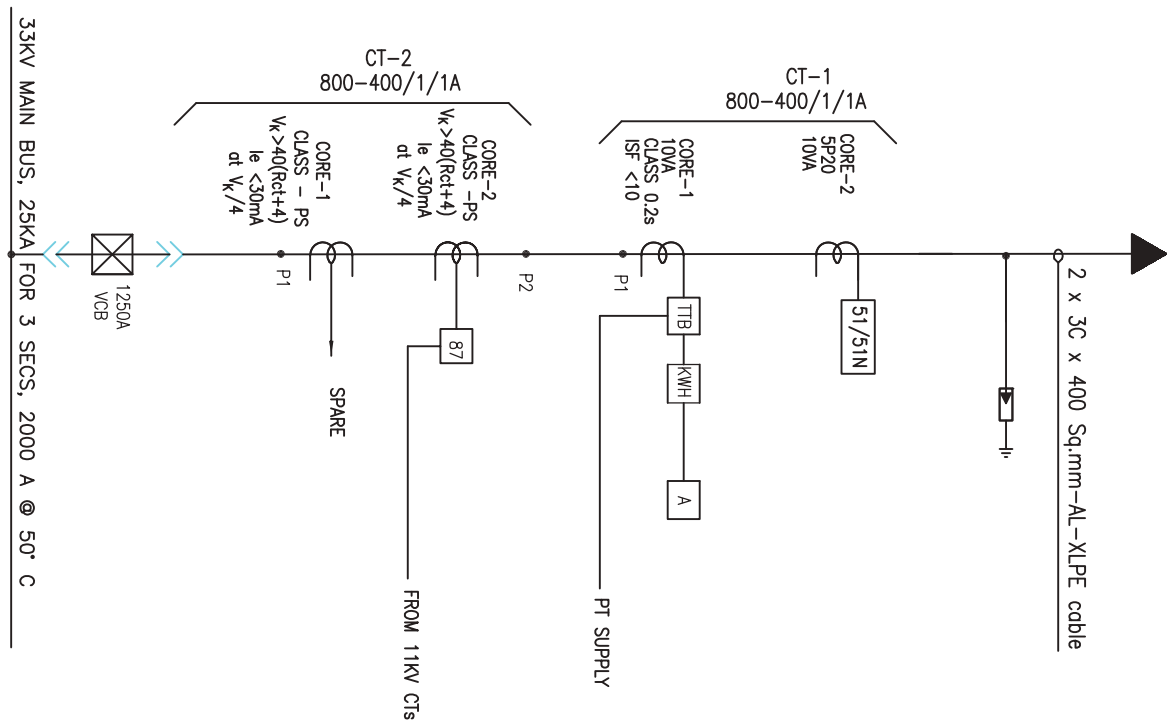 33KV MAIN BUS, 25KA FOR 3 SECS, 2000 A @ 50° C
1250A
VCB
CT-2
800-400/1/1A
CORE-1
CLASS - PS
VK >40(Rct+4)
Ie <30mA
at VK/4
CORE-2
CLASS -PS
VK >40(Rct+4)
Ie <30mA
at VK/4
P1
P2
SPARE
87
FROM 11KV CTs
CT-1
800-400/1/1A
CORE-1
10VA
CLASS 0.2s
ISF <10
CORE-2
5P20
10VA
P1
TTB
KWH
A
PT SUPPLY
51/51N
2 x 3C x 400 Sq.mm-AL-XLPE cable